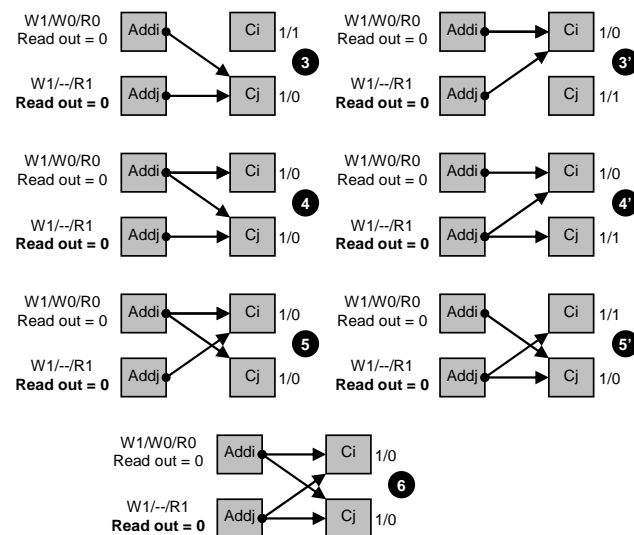 W1/W0/R0
Read out = 0
Addi
Ci
1/1
3
W1/--/R1
Read out = 0
Addj
Cj
1/0
W1/W0/R0
Read out = 0
Addi
Ci
1/0
3'
W1/--/R1
Read out = 0
Addj
Cj
1/1
W1/W0/R0
Read out = 0
Addi
Ci
1/0
4
W1/--/R1
Read out = 0
Addj
Cj
1/0
W1/W0/R0
Read out = 0
Addi
Ci
1/0
4'
W1/--/R1
Read out = 0
Addj
Cj
1/1
W1/W0/R0
Read out = 0
Addi
Ci
1/0
5
W1/--/R1
Read out = 0
Addj
Cj
1/0
W1/W0/R0
Read out = 0
Addi
Ci
1/1
5'
W1/--/R1
Read out = 0
Addj
Cj
1/0
W1/W0/R0
Read out = 0
Addi
Ci
1/0
6
W1/--/R1
Read out = 0
Addj
Cj
1/0